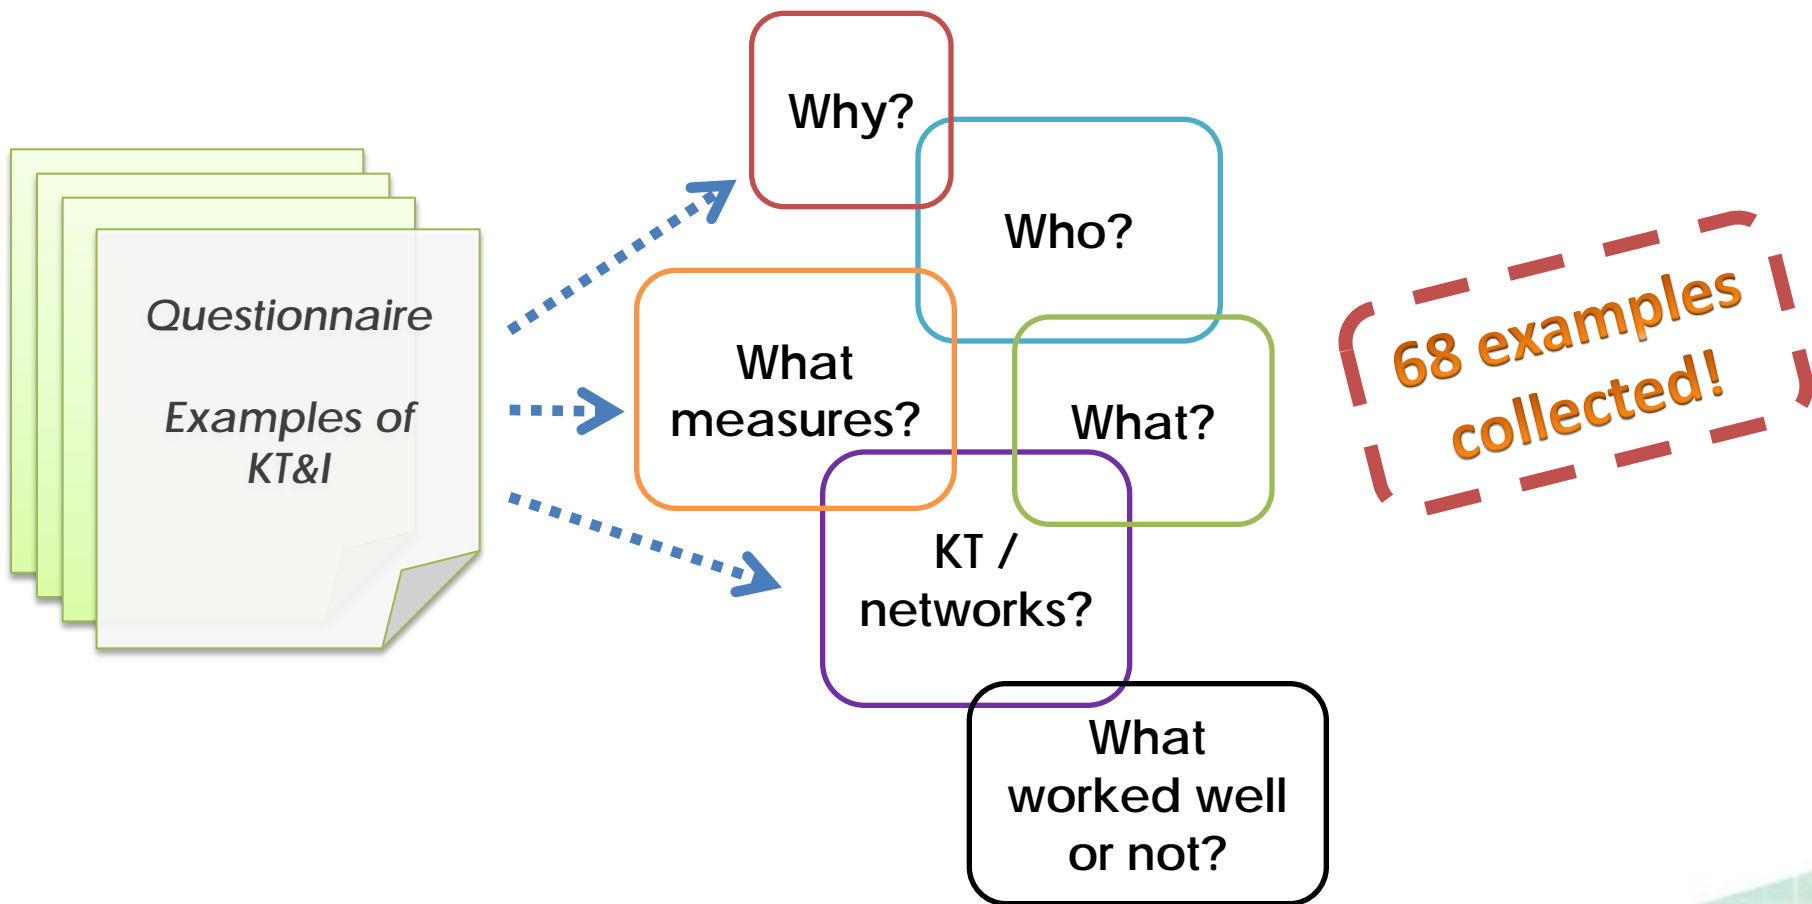 Questionnaire
Examples of
KT&I
Why?
Who?
What
measures?
What?
KT /
networks?
What
worked well
or not?
68 examples
collected!